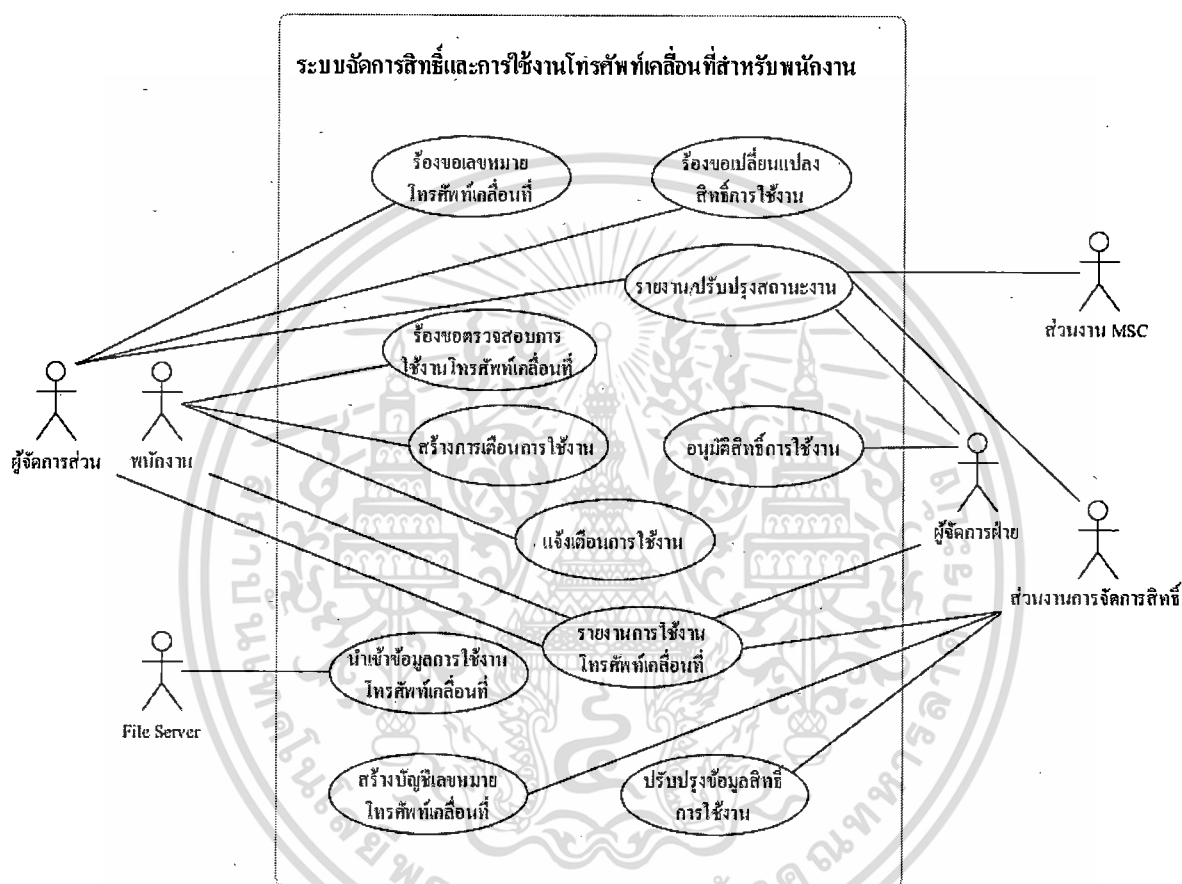 ระบบจัดการสิทธิ์และการใช้งานโทรศัพท์เคลื่อนที่สำหรับพนักงาน
ร้องขอเลขหมาย
โทรศัพท์เคลื่อนที่
ร้องขอเปลี่ยนแปลง
สิทธิ์การใช้งาน
รายงาน/ปรับปรุงสถานะงาน
ส่วนงาน MSC
ร้องขอตรวจสอบการ
ใช้งานโทรศัพท์เคลื่อนที่
ผู้จัดการส่วน
พนักงาน
สร้างการเตือนการใช้งาน
อนุมัติสิทธิ์การใช้งาน
ผู้จัดการฝ่าย
แจ้งเตือนการใช้งาน
ส่วนงานการจัดการสิทธิ์
รายงานการใช้งาน
โทรศัพท์เคลื่อนที่
นำเข้าข้อมูลการใช้งาน
โทรศัพท์เคลื่อนที่
File Server
สร้างบัญชีเลขหมาย
โทรศัพท์เคลื่อนที่
ปรับปรุงข้อมูลสิทธิ์
การใช้งาน